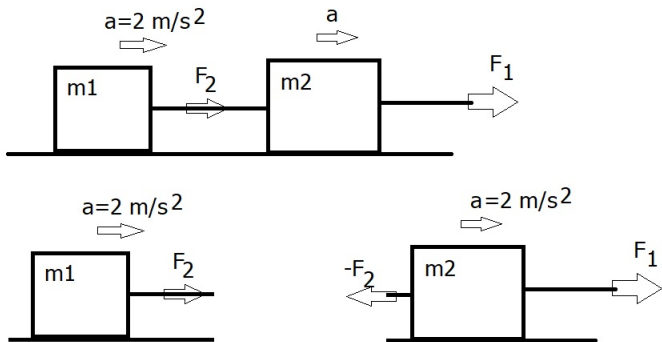 a=2 m/s²
a
F₂
F₁
m1
m2
a=2 m/s²
a=2 m/s²
F₂
-F₂
F₁
m1
m2